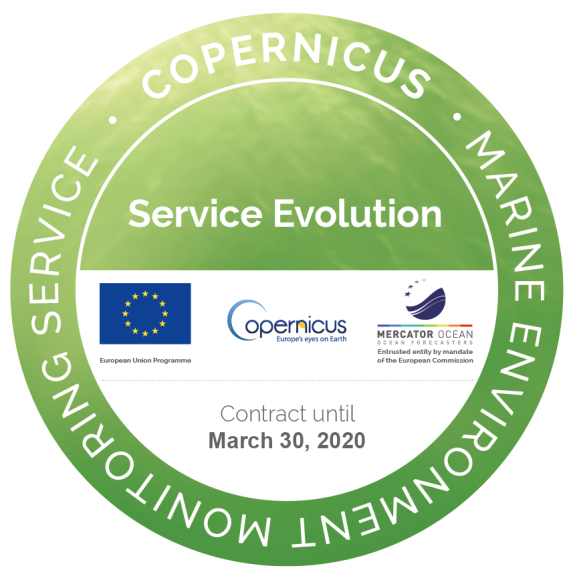 COPERNICUS · MARINE ENVIRONMENT MONITORING SERVICE ·
Service Evolution
European Union Programme
Copernicus
Europe's eyes on Earth
MERCATOR OCEAN
OCEAN FORECASTERS
Entrusted entity by mandate
of the European Commission
Contract until
March 30, 2020